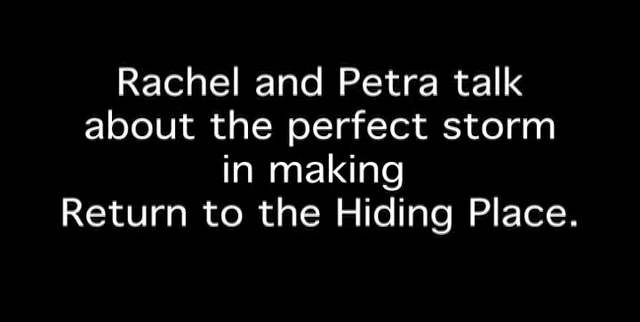 Rachel and Petra talk
about the perfect storm
in making
Return to the Hiding Place.